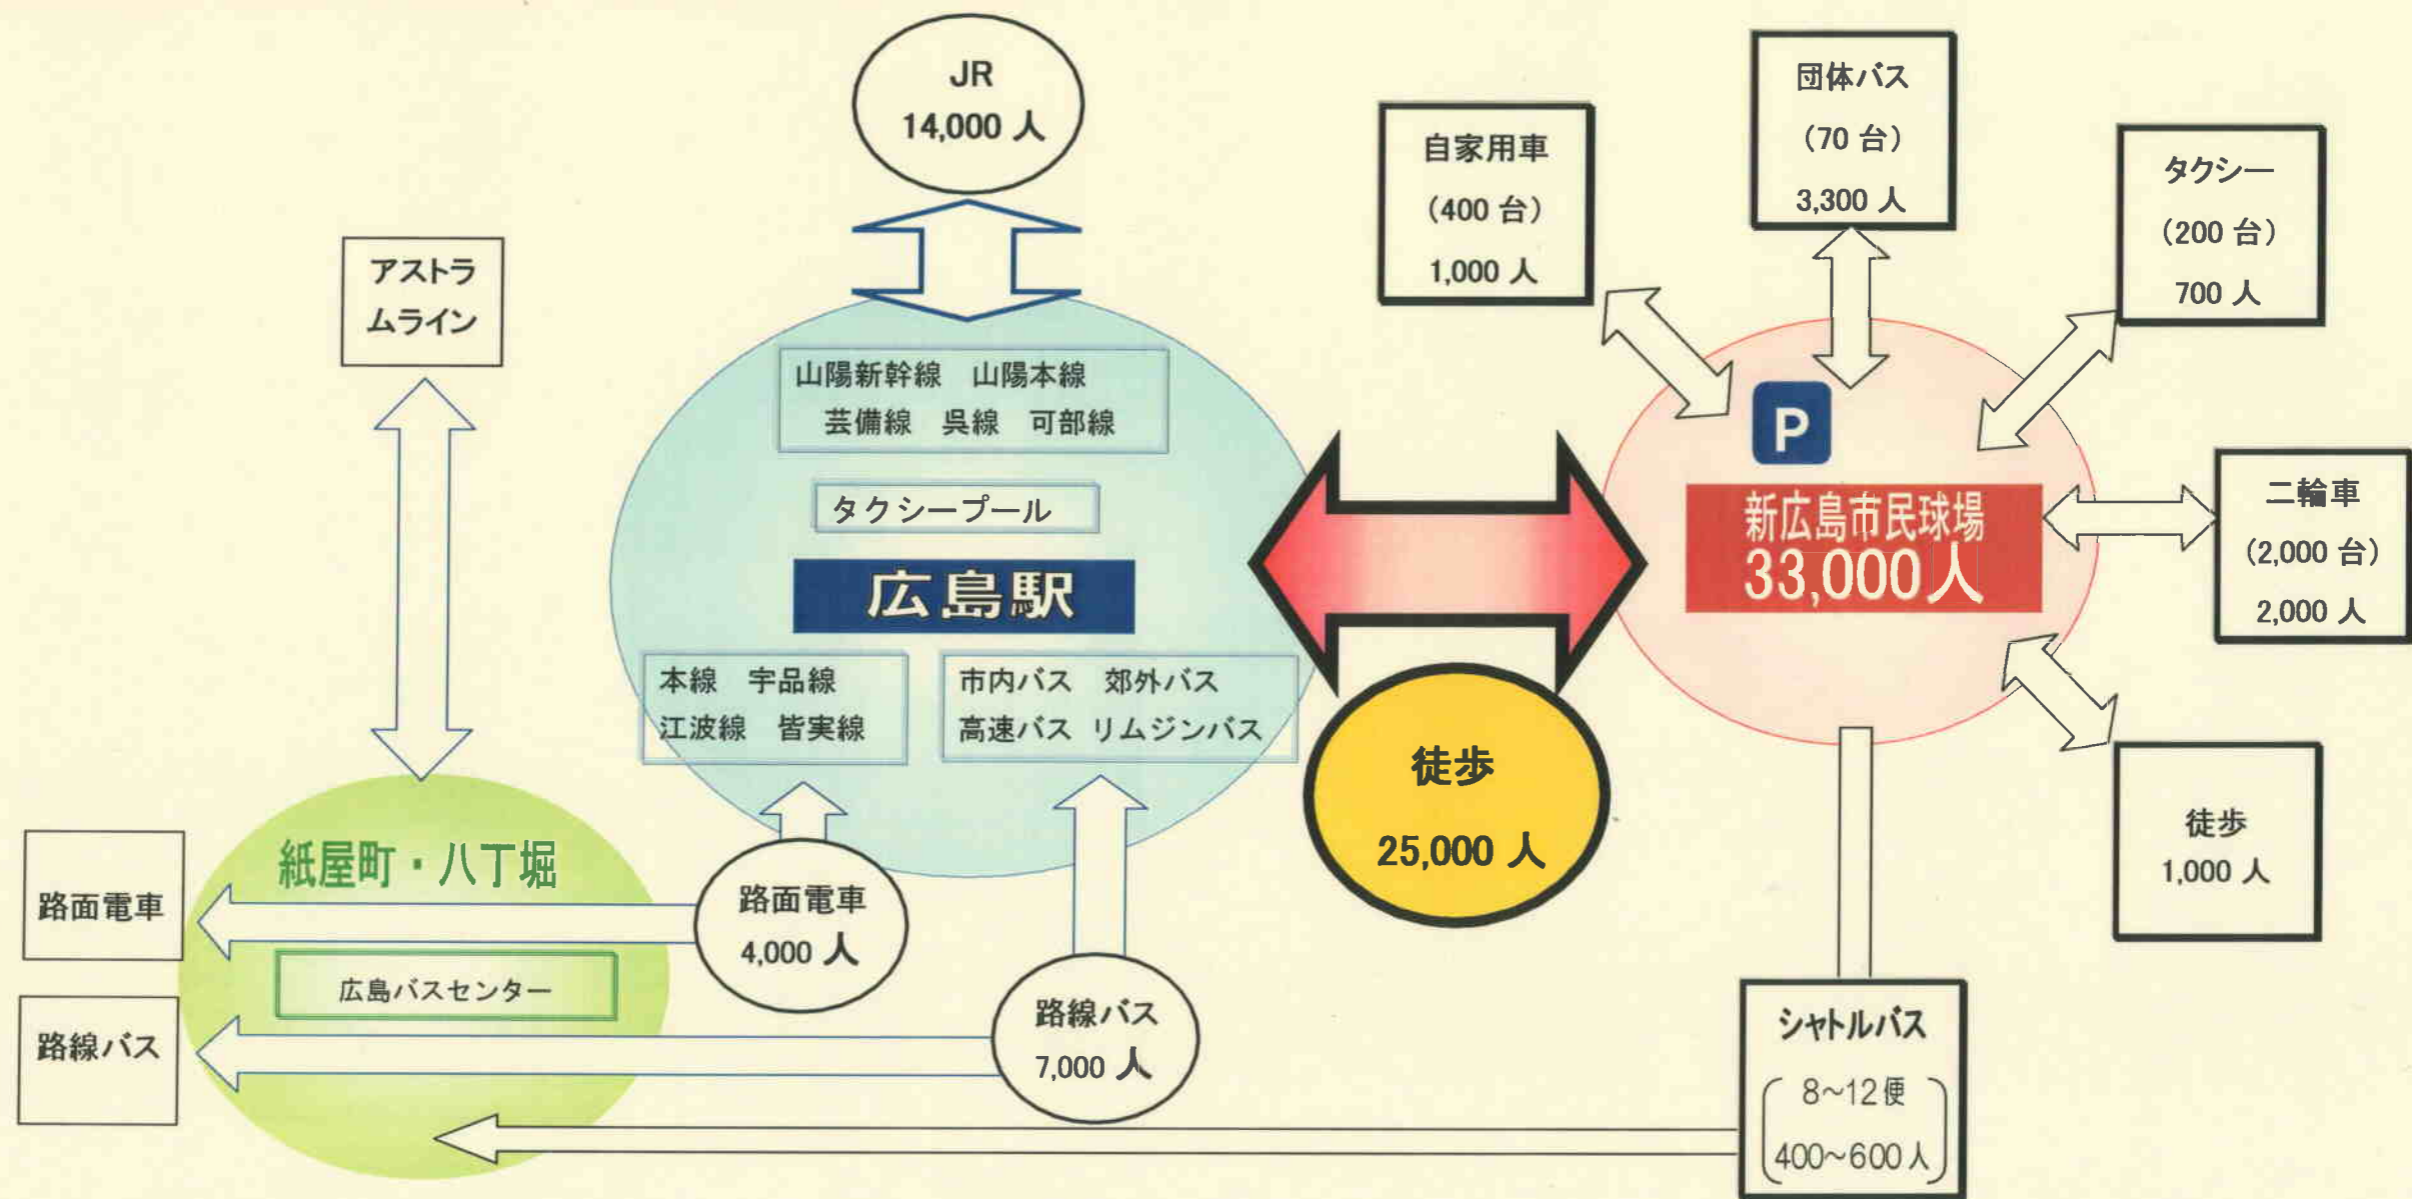 JR
14,000 人
団体バス
(70 台)
3,300 人
自家用車
(400 台)
1,000 人
タクシー
(200 台)
700 人
アストラ
ムライン
山陽新幹線 山陽本線
芸備線 呉線 可部線
タクシープール
広島駅
本線 宇品線
江波線 皆実線
市内バス 郊外バス
高速バス リムジンバス
P
新広島市民球場
33,000人
二輪車
(2,000 台)
2,000 人
徒歩
25,000 人
徒歩
1,000 人
紙屋町・八丁堀
路面電車
路面電車
4,000 人
広島バスセンター
路線バス
路線バス
7,000 人
シャトルバス
8~12便
400~600人